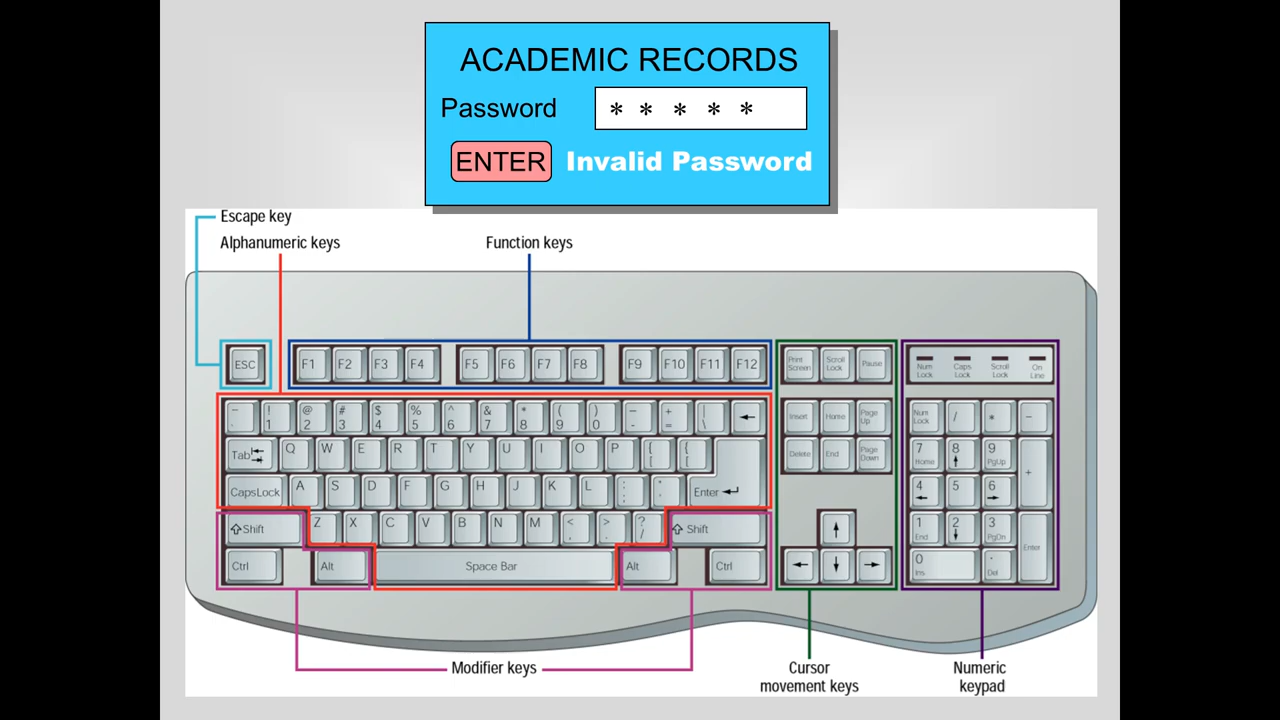 ACADEMIC RECORDS
Password * * * * *
ENTER Invalid Password
Escape key
Alphanumeric keys Function keys
ESC F1 F2 F3 F4 F5 F6 F7 F8 F9 F10 F11 F12 Print Screen Scroll Lock Pause Num Lock Caps Lock Scroll Lock On Line
~ ! @ # $ % ^ & * ( ) _ + |
. 1 2 3 4 5 6 7 8 9 0 - = \ ← Insert Home Page Up Num Lock / * −
Tab Q W E R T Y U I O P { [ { [ Delete End Page Down 7 Home 8 ↑ 9 PgUp +
CapsLock A S D F G H J K L : ; " ' Enter 4 ← 5 6 →
Shift Z X C V B N M < , > . ? / Shift ↑ 1 End 2 ↓ 3 PgDn Enter
Ctrl Alt Space Bar Alt Ctrl ← ↓ → 0 Ins . Del
Modifier keys Cursor movement keys Numeric keypad